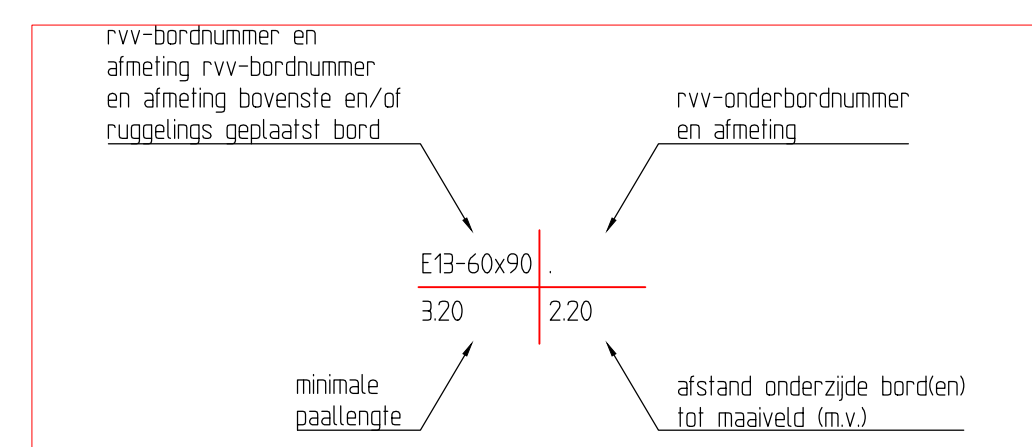 rvv-bordnummer en
afmeting rvv-bordnummer
en afmeting bovenste en/of
ruggelings geplaatst bord
rvv-onderbordnummer
en afmeting
E13-60x90 .
3.20 2.20
minimale
paallengte
afstand onderzijde bord(en)
tot maaiveld (m.v.)